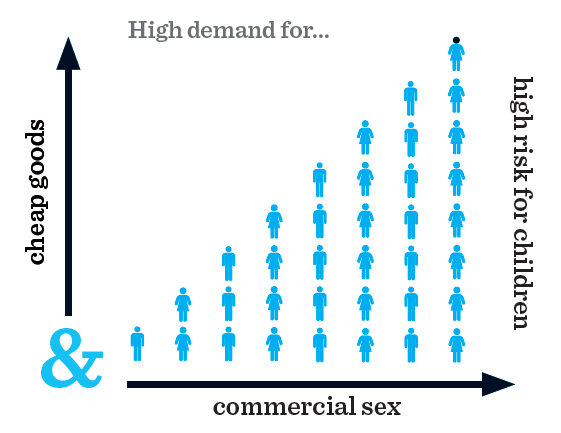 High demand for...
cheap goods
high risk for children
&
commercial sex